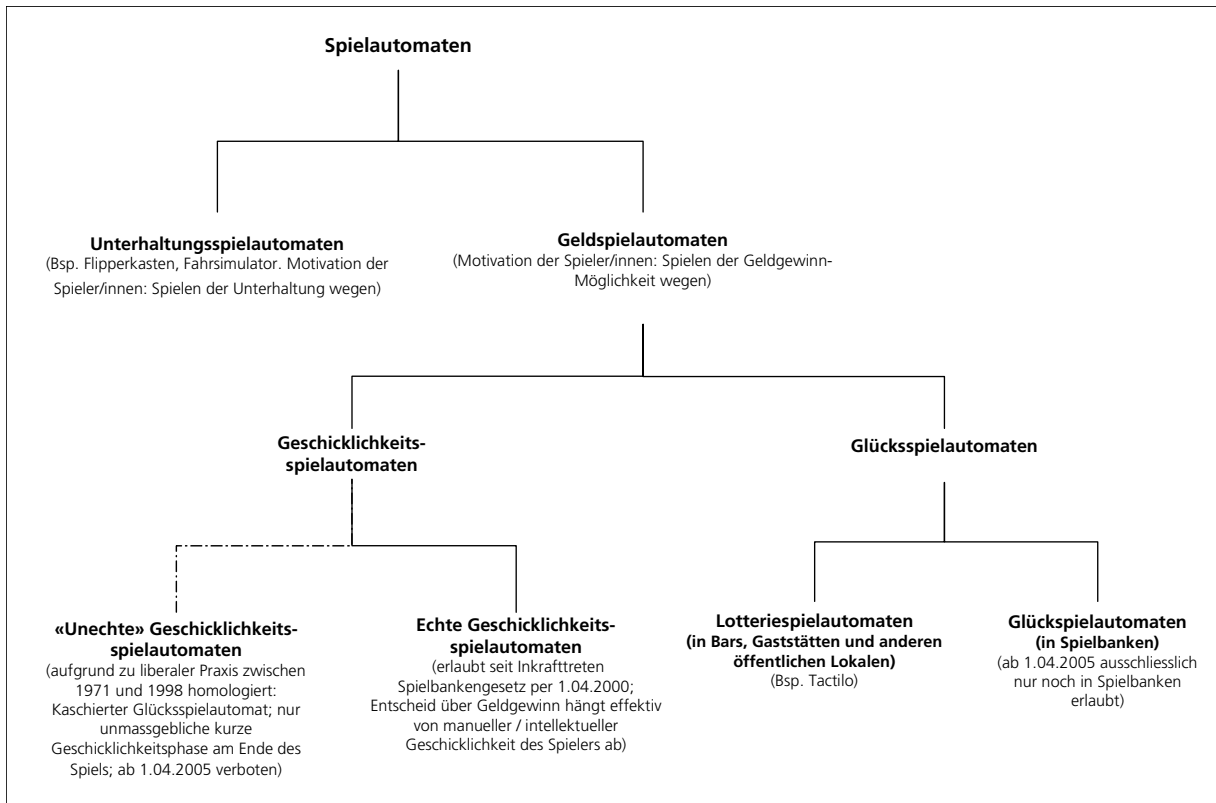 Spielautomaten
Unterhaltungsspielautomaten
(Bsp. Flipperkasten, Fahrsimulator. Motivation der
Spieler/innen: Spielen der Unterhaltung wegen)
Geldspielautomaten
(Motivation der Spieler/innen: Spielen der Geldgewinn-
Möglichkeit wegen)
Geschicklichkeits-
spielautomaten
Glücksspielautomaten
«Unechte» Geschicklichkeits-
spielautomaten
(aufgrund zu liberaler Praxis zwischen
1971 und 1998 homologiert:
Kaschierter Glücksspielautomat; nur
unmassgebliche kurze
Geschicklichkeitsphase am Ende des
Spiels; ab 1.04.2005 verboten)
Echte Geschicklichkeits-
spielautomaten
(erlaubt seit Inkrafttreten
Spielbankengesetz per 1.04.2000;
Entscheid über Geldgewinn hängt effektiv
von manueller / intellektueller
Geschicklichkeit des Spielers ab)
Lotteriespielautomaten
(in Bars, Gaststätten und anderen
öffentlichen Lokalen)
(Bsp. Tactilo)
Glückspielautomaten
(in Spielbanken)
(ab 1.04.2005 ausschliesslich
nur noch in Spielbanken
erlaubt)